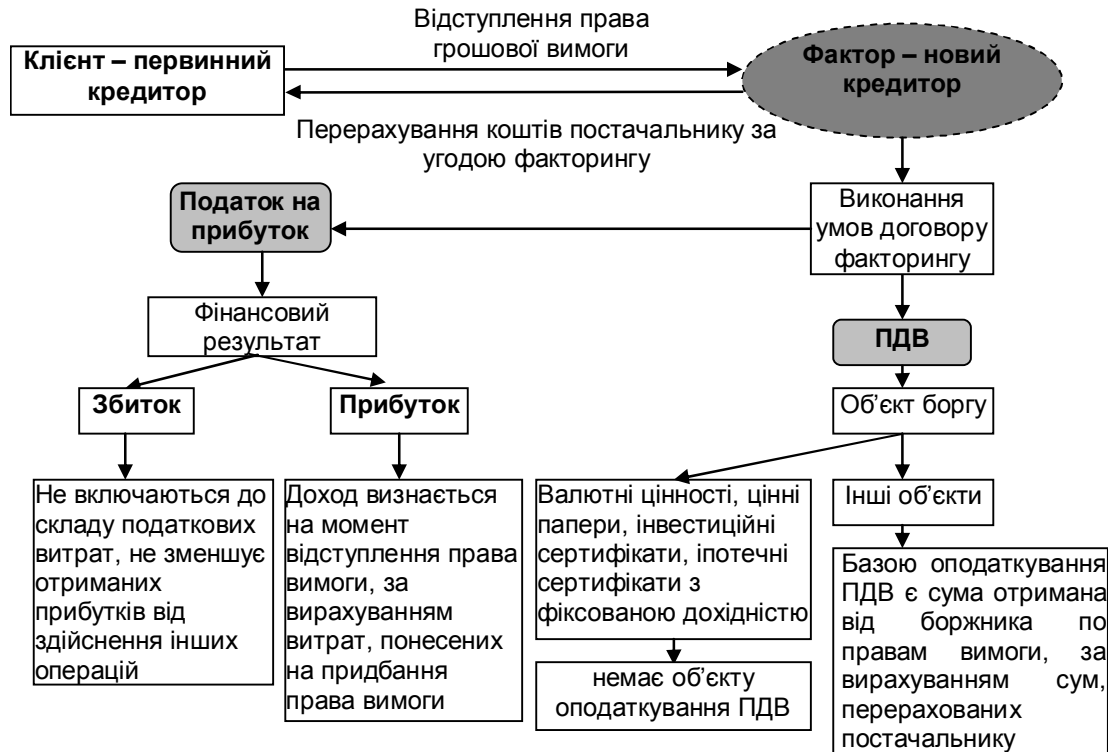 Відступлення права
грошової вимоги
Клієнт – первинний
кредитор
Фактор – новий
кредитор
Перерахування коштів постачальнику за
угодою факторингу
Податок на
прибуток
Виконання
умов договору
факторингу
Фінансовий
результат
ПДВ
Збиток
Прибуток
Об’єкт боргу
Не включаються до
складу податкових
витрат, не зменшує
отриманих
прибутків від
здійснення інших
операцій
Доход визнається
на момент
відступлення права
вимоги, за
вирахуванням
витрат, понесених
на придбання
права вимоги
Валютні цінності, цінні
папери, інвестиційні
сертифікати, іпотечні
сертифікати з
фіксованою дохідністю
Інші об’єкти
немає об’єкту
оподаткування ПДВ
Базою оподаткування
ПДВ є сума отримана
від боржника по
правам вимоги, за
вирахуванням сум,
перерахованих
постачальнику